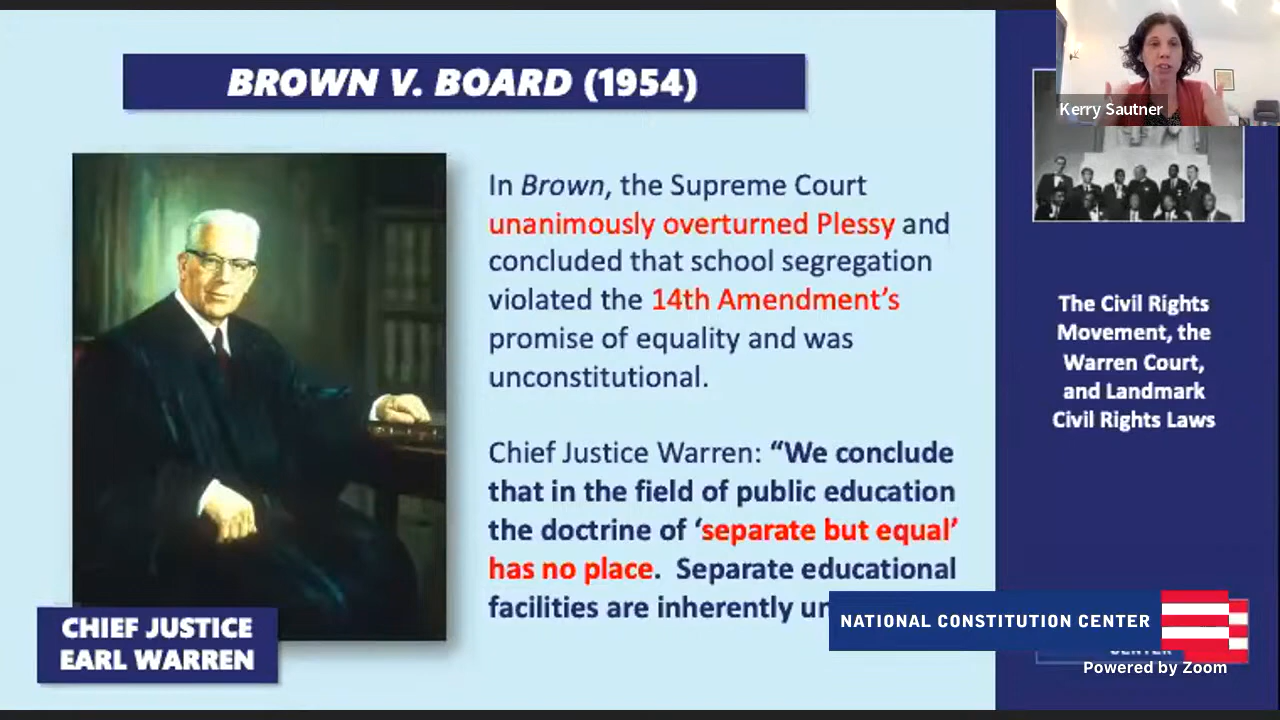 BROWN V. BOARD (1954)
Kerry Sautner
In Brown, the Supreme Court
unanimously overturned Plessy and
concluded that school segregation
violated the 14th Amendment’s
promise of equality and was
unconstitutional.
Chief Justice Warren: “We conclude
that in the field of public education
the doctrine of ‘separate but equal’
has no place. Separate educational
facilities are inherently un
CHIEF JUSTICE
EARL WARREN
The Civil Rights
Movement, the
Warren Court,
and Landmark
Civil Rights Laws
NATIONAL CONSTITUTION CENTER
CENTER
Powered by Zoom